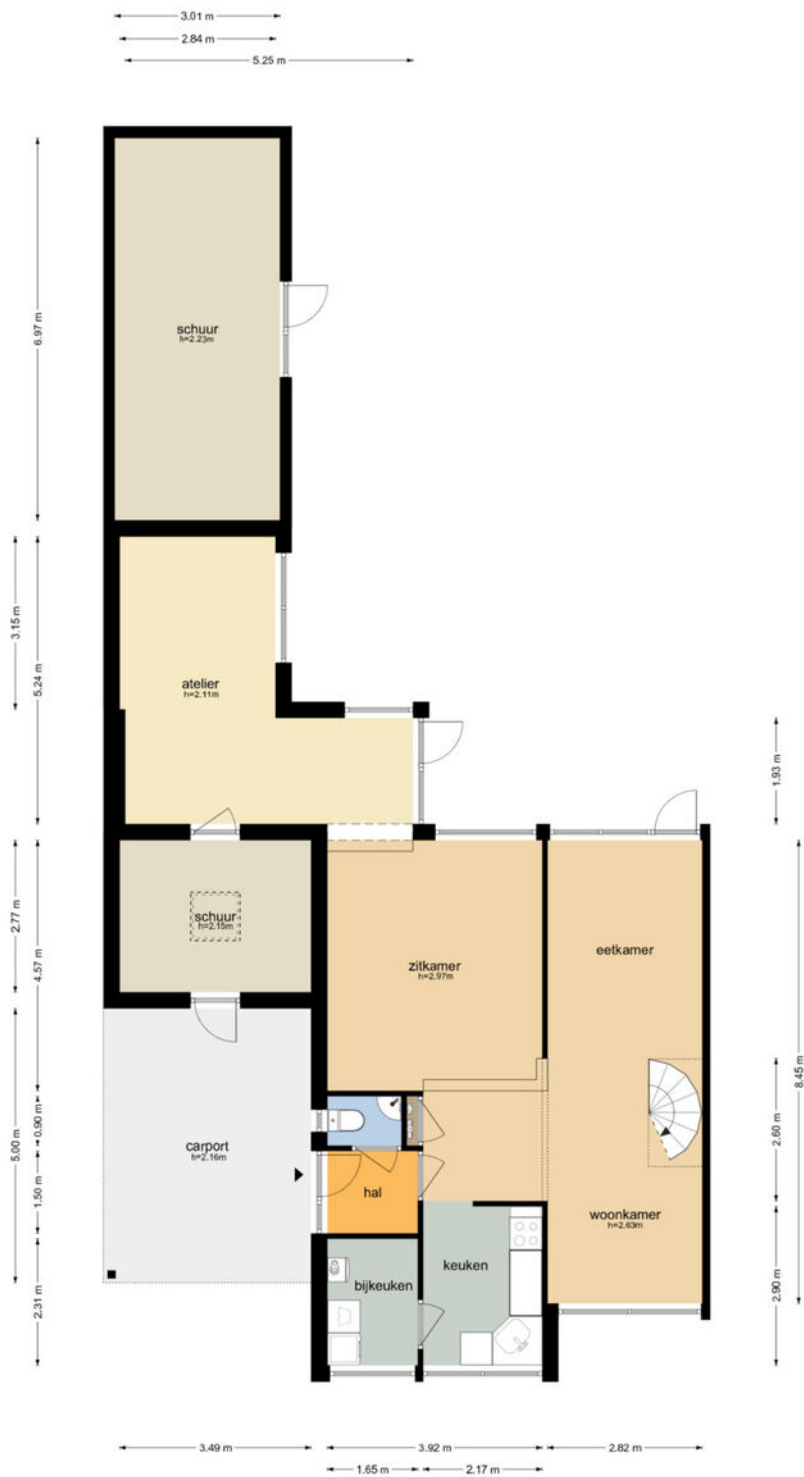 3.01 m
2.84 m
5.25 m
6.97 m
schuur
h=2.23m
3.15 m
5.24 m
atelier
h=2.11m
1.93 m
2.77 m
4.57 m
schuur
h=2.15m
zitkamer
h=2.97m
eetkamer
8.45 m
5.00 m
0.90 m
carport
h=2.16m
2.60 m
1.50 m
hal
woonkamer
h=2.63m
2.31 m
bijkeuken
keuken
2.90 m
3.49 m
3.92 m
2.82 m
1.65 m
2.17 m